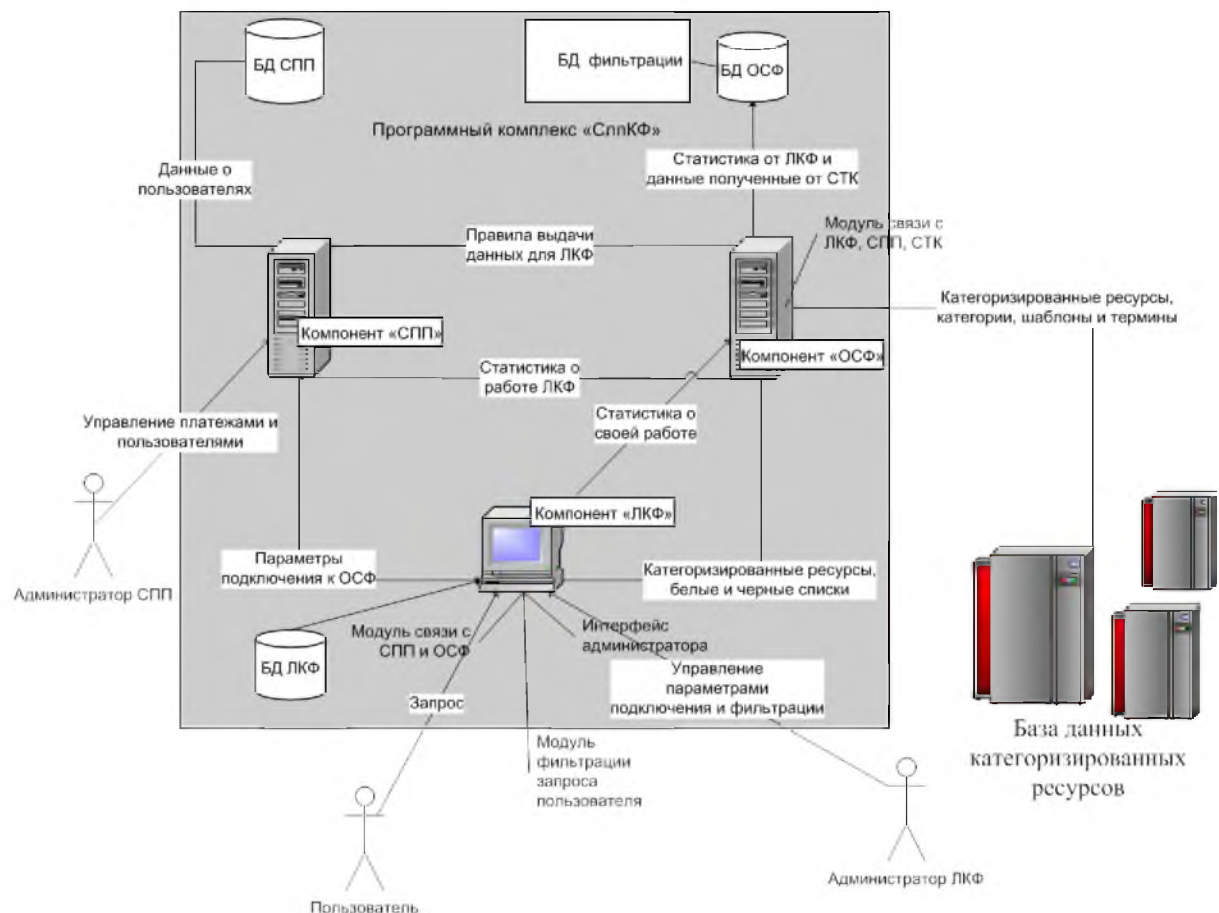 БД СПП
БД фильтрации
БД ОСФ
Программный комплекс «СппКФ»
Данные о
пользователях
Статистика от ЛКФ и
данные полученные от СТК
Правила выдачи
данных для ЛКФ
Модуль связи с
ЛКФ, СПП, СТК
Категоризированные ресурсы,
категории, шаблоны и термины
Компонент «СПП»
Компонент «ОСФ»
Статистика о
работе ЛКФ
Управление платежами и
пользователями
Статистика о
своей работе
Компонент «ЛКФ»
Параметры
подключения к ОСФ
Категоризированные ресурсы,
белые и черные списки
Администратор СПП
Модуль связи с
СПП и ОСФ
Интерфейс
администратора
БД ЛКФ
Управление
параметрами
подключения и фильтрации
Запрос
База данных
категоризированных
ресурсов
Модуль
фильтрации
запроса
пользователя
Администратор ЛКФ
Пользователь